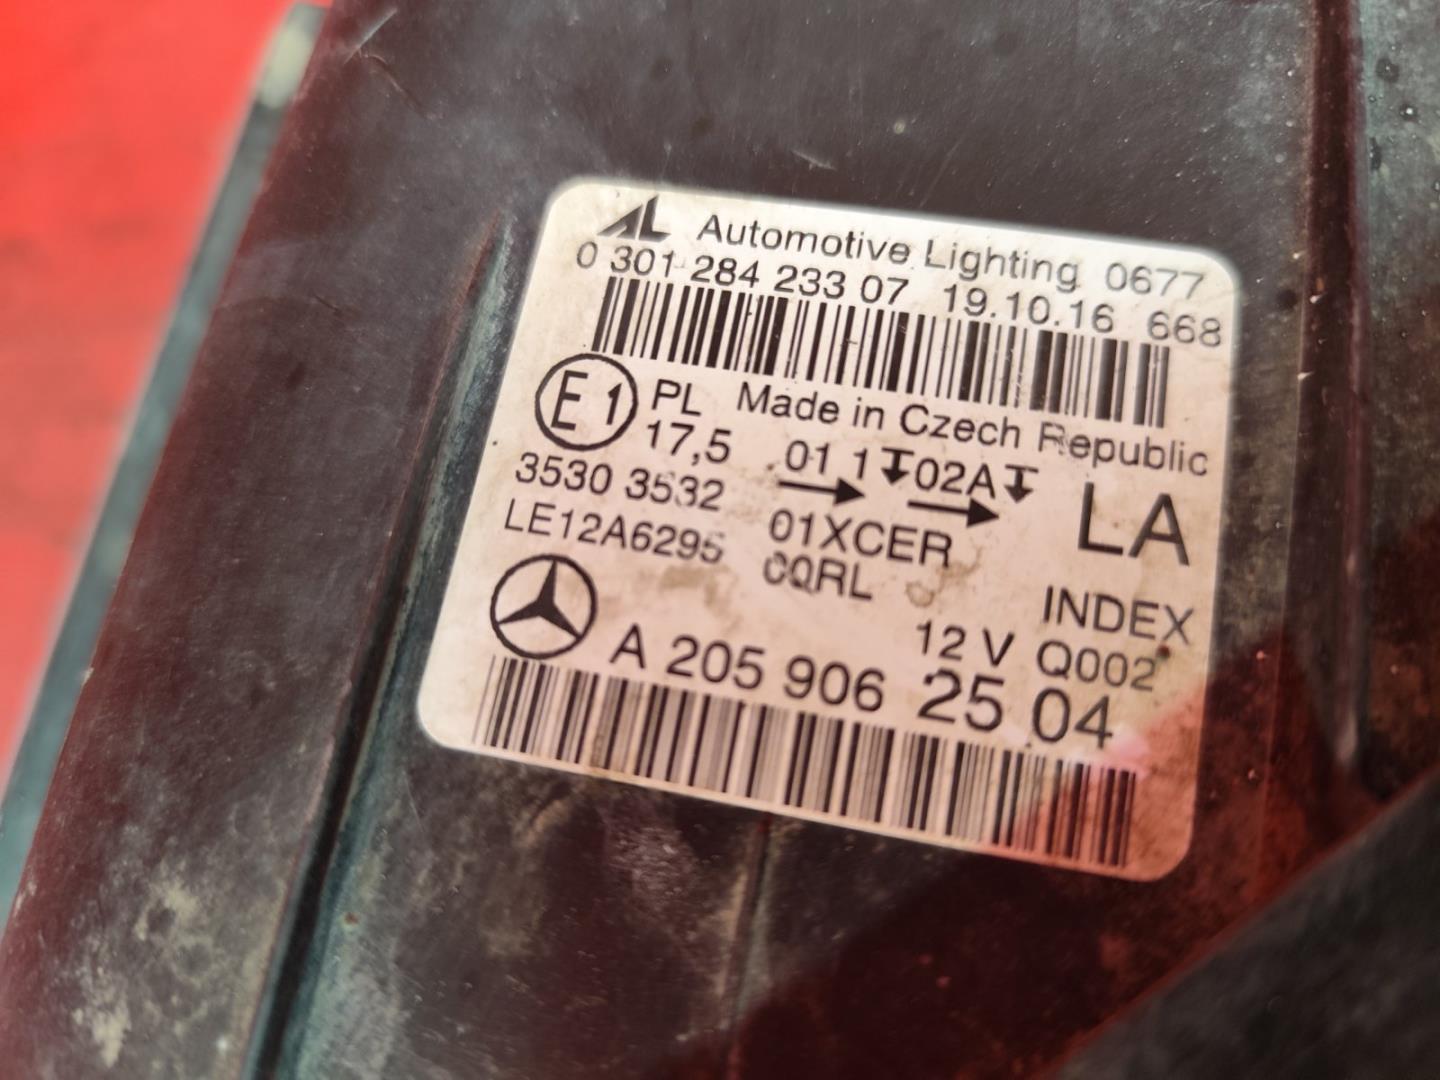 AL Automotive Lighting 0677
0 301 284 233 07 19.10.16 668
E1 PL Made in Czech Republic
17,5 01 1 02A
3530 3532
LE12A6295 01XCER LA
CQRL INDEX
A 205 906 25 04 12 V Q002